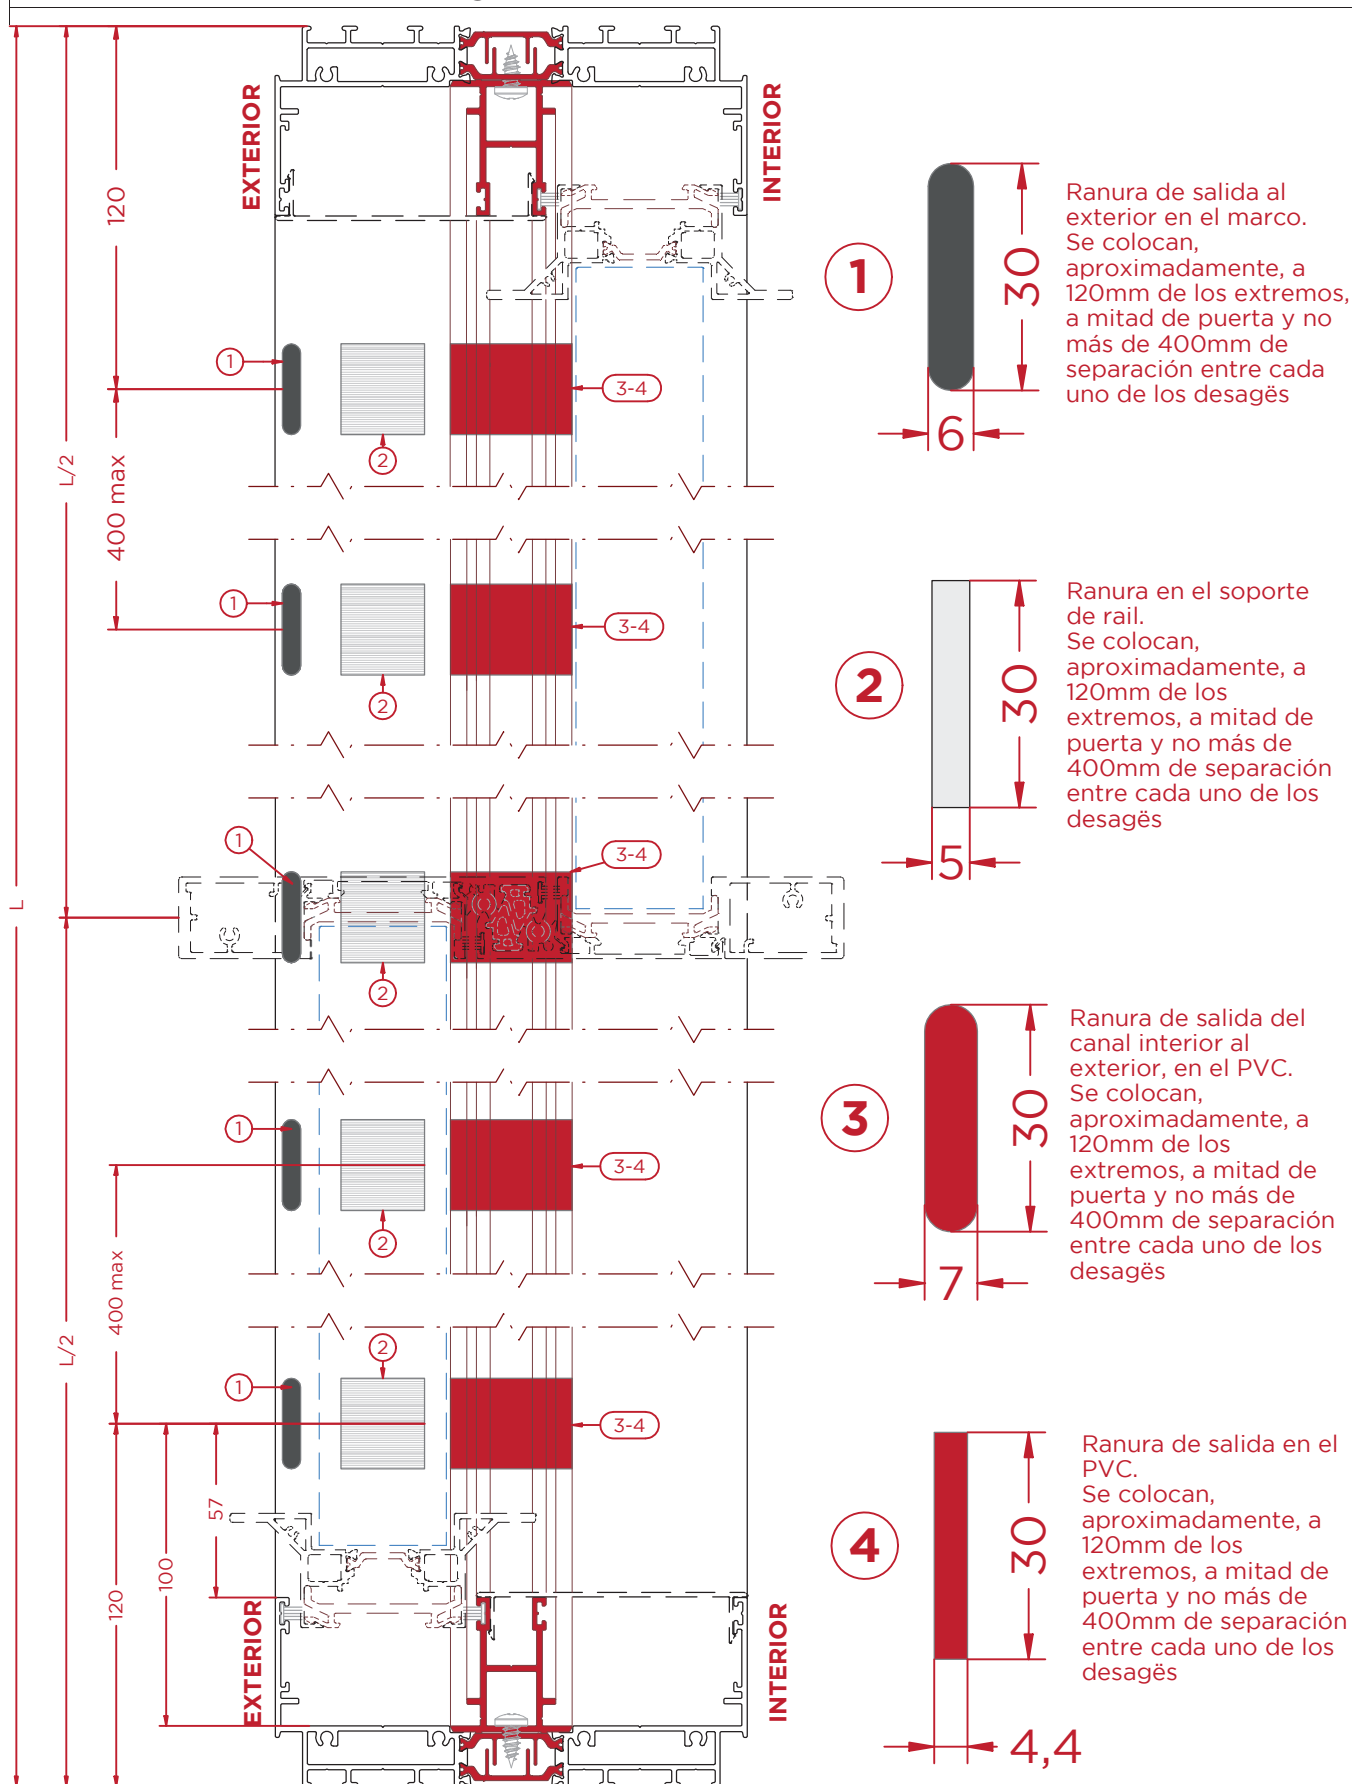 EXTERIOR
INTERIOR
120
400 max
L/2
L
1
2
3-4
1
2
3-4
1
2
3-4
1
2
3-4
1
2
3-4
L/2
400 max
120
100
57
EXTERIOR
INTERIOR
1
30
6
Ranura de salida al
exterior en el marco.
Se colocan,
aproximadamente, a
120mm de los extremos,
a mitad de puerta y no
más de 400mm de
separación entre cada
uno de los desagës
2
30
5
Ranura en el soporte
de rail.
Se colocan,
aproximadamente, a
120mm de los
extremos, a mitad de
puerta y no más de
400mm de separación
entre cada uno de los
desagës
3
30
7
Ranura de salida del
canal interior al
exterior, en el PVC.
Se colocan,
aproximadamente, a
120mm de los
extremos, a mitad de
puerta y no más de
400mm de separación
entre cada uno de los
desagës
4
30
4,4
Ranura de salida en el
PVC.
Se colocan,
aproximadamente, a
120mm de los
extremos, a mitad de
puerta y no más de
400mm de separación
entre cada uno de los
desagës